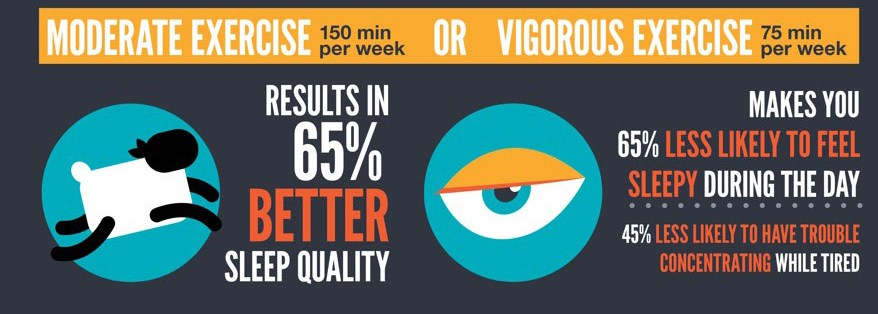 MODERATE EXERCISE 150 min per week OR VIGOROUS EXERCISE 75 min per week
RESULTS IN
65%
BETTER
SLEEP QUALITY
MAKES YOU
65% LESS LIKELY TO FEEL
SLEEPY DURING THE DAY
45% LESS LIKELY TO HAVE TROUBLE
CONCENTRATING WHILE TIRED